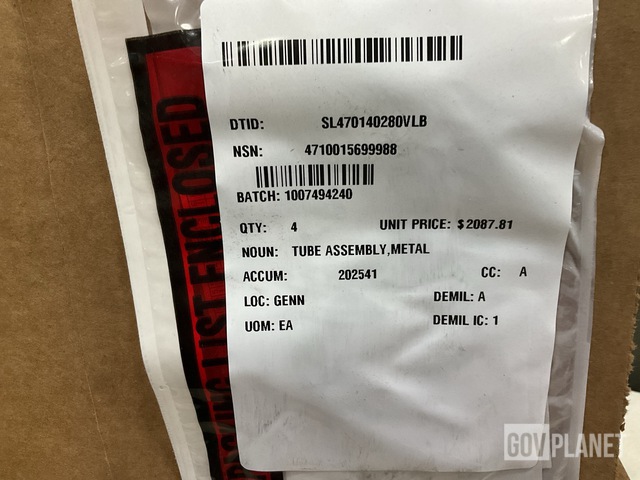 DTID: SL470140280VLB
NSN: 4710015699988
BATCH: 1007494240
QTY: 4 UNIT PRICE: $2087.81
NOUN: TUBE ASSEMBLY,METAL
ACCUM: 202541 CC: A
LOC: GENN DEMIL: A
UOM: EA DEMIL IC: 1
PACKING LIST ENCLOSED
GOVPLANET